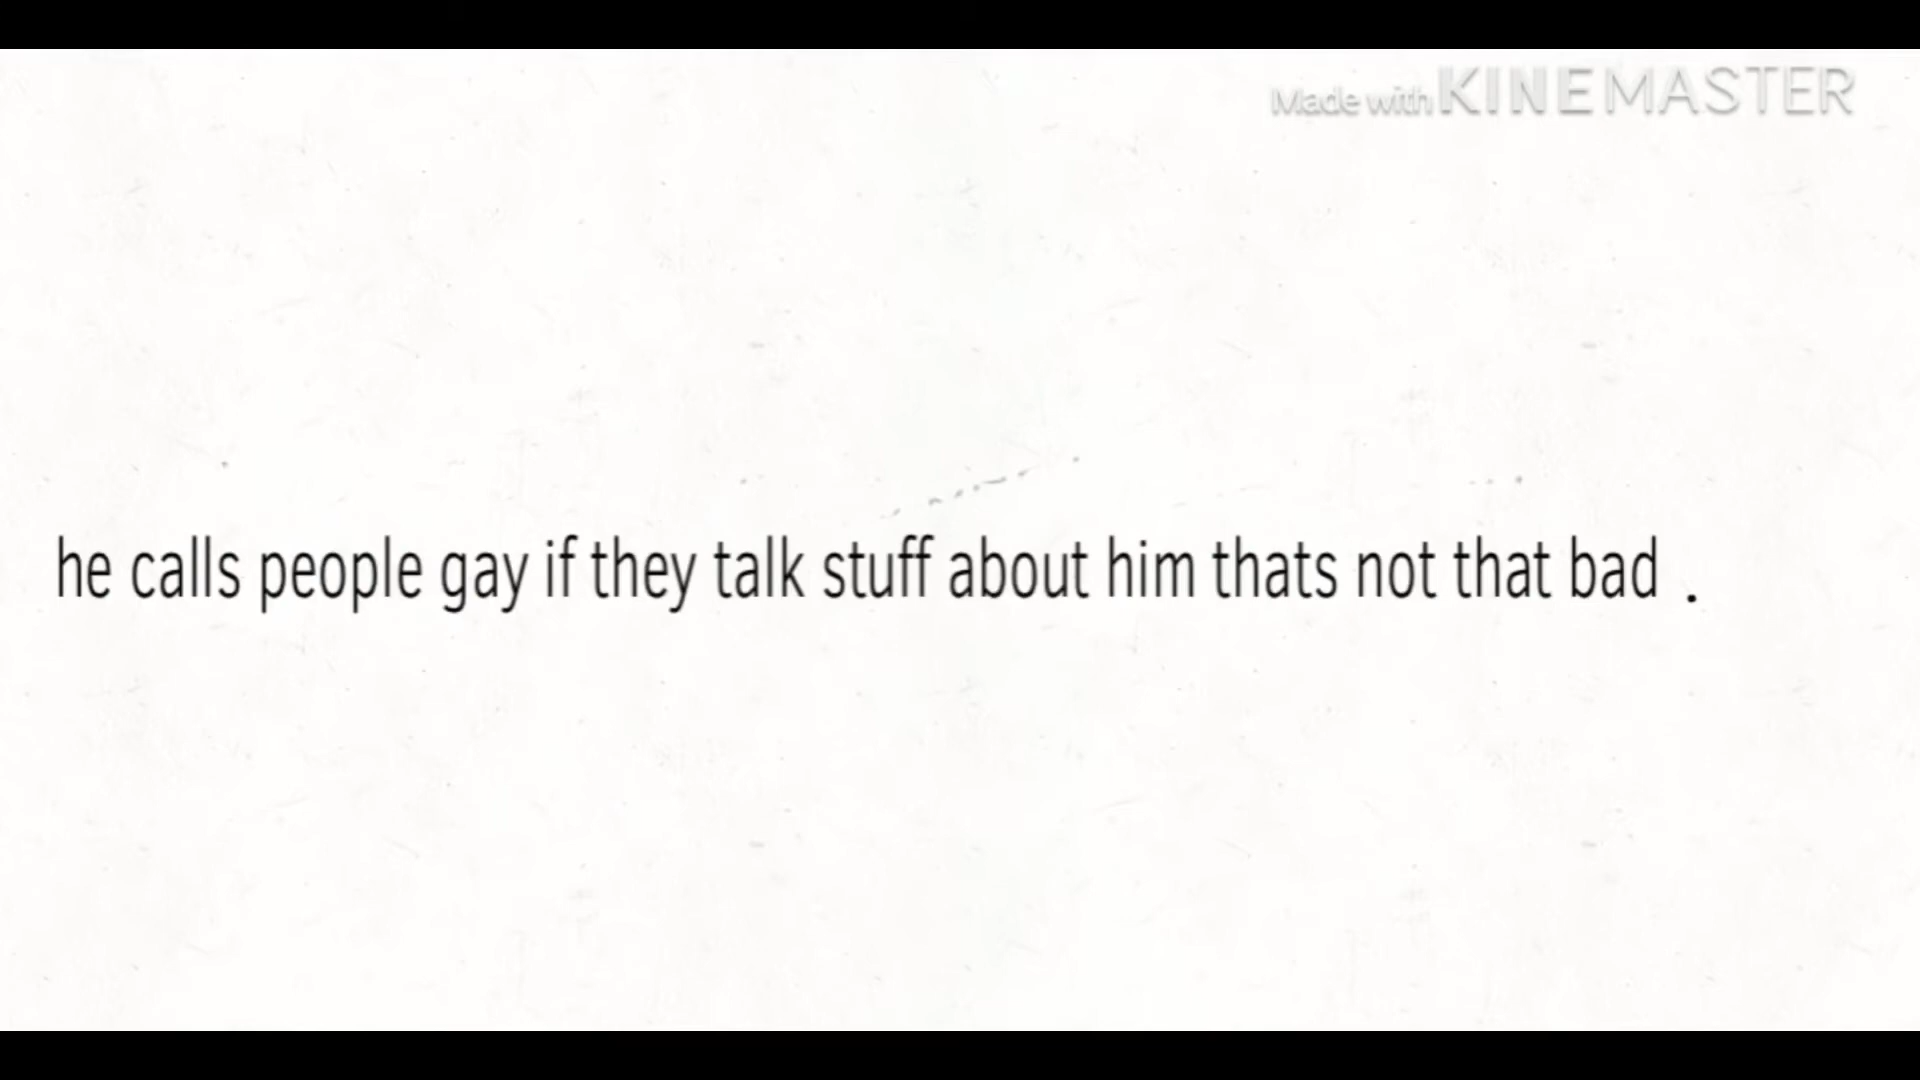 Made with KINEMASTER
he calls people gay if they talk stuff about him thats not that bad .